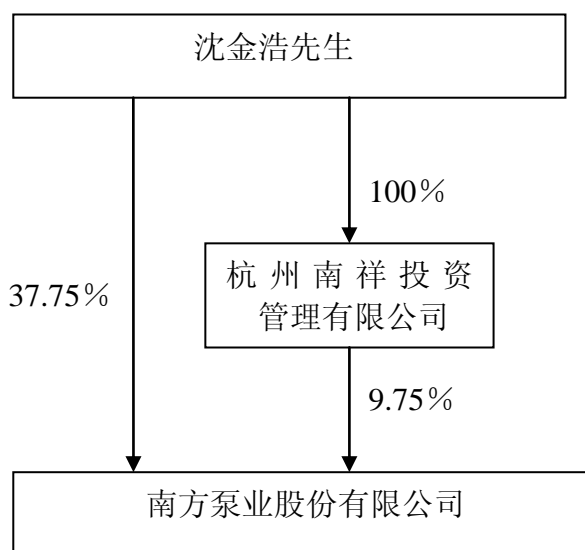 沈金浩先生
100%
杭州南祥投资
管理有限公司
37.75%
9.75%
南方泵业股份有限公司